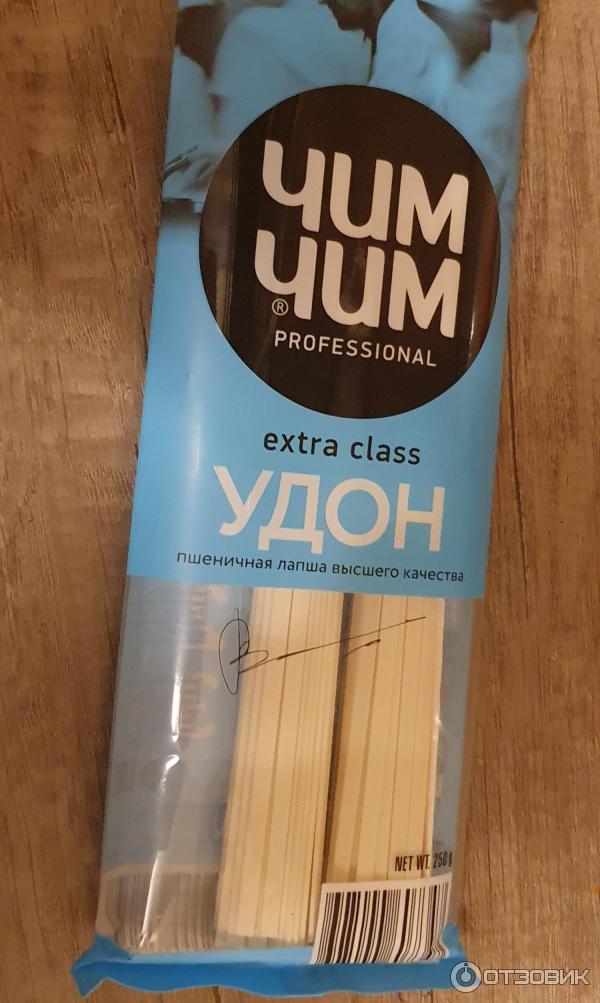 ЧИМ
ЧИМ
®
PROFESSIONAL
extra class
УДОН
пшеничная лапша высшего качества
NET WT. 250 g
ОТЗОВИК